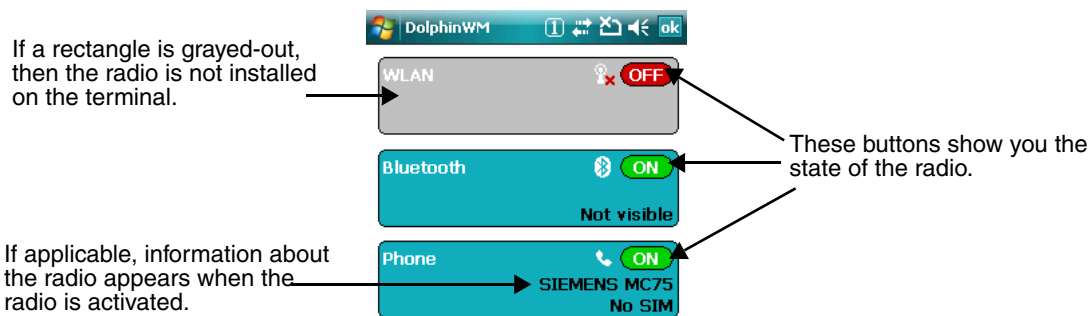 DolphinWM 1 ok
If a rectangle is grayed-out,
then the radio is not installed
on the terminal.
WLAN OFF
These buttons show you the
state of the radio.
Bluetooth ON
Not visible
If applicable, information about
the radio appears when the
radio is activated.
Phone ON
SIEMENS MC75
No SIM